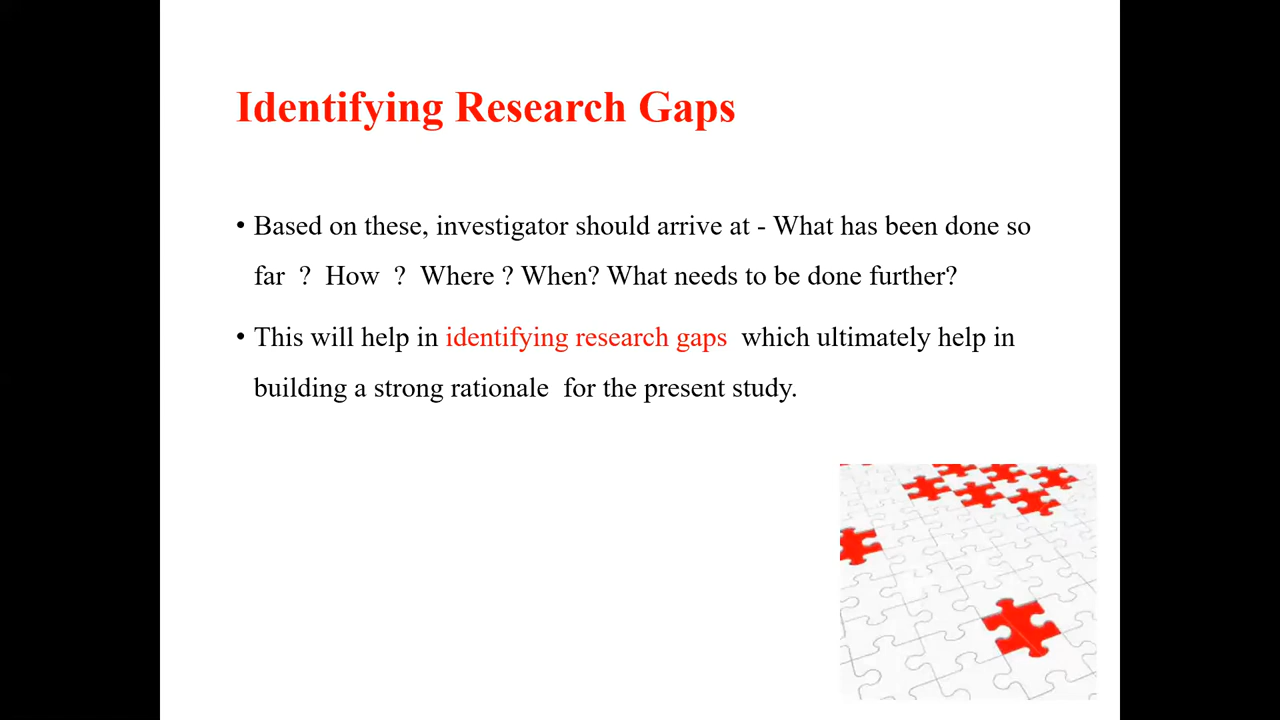 Identifying Research Gaps
• Based on these, investigator should arrive at - What has been done so
far  ?  How  ?  Where ? When? What needs to be done further?
• This will help in identifying research gaps  which ultimately help in
building a strong rationale  for the present study.